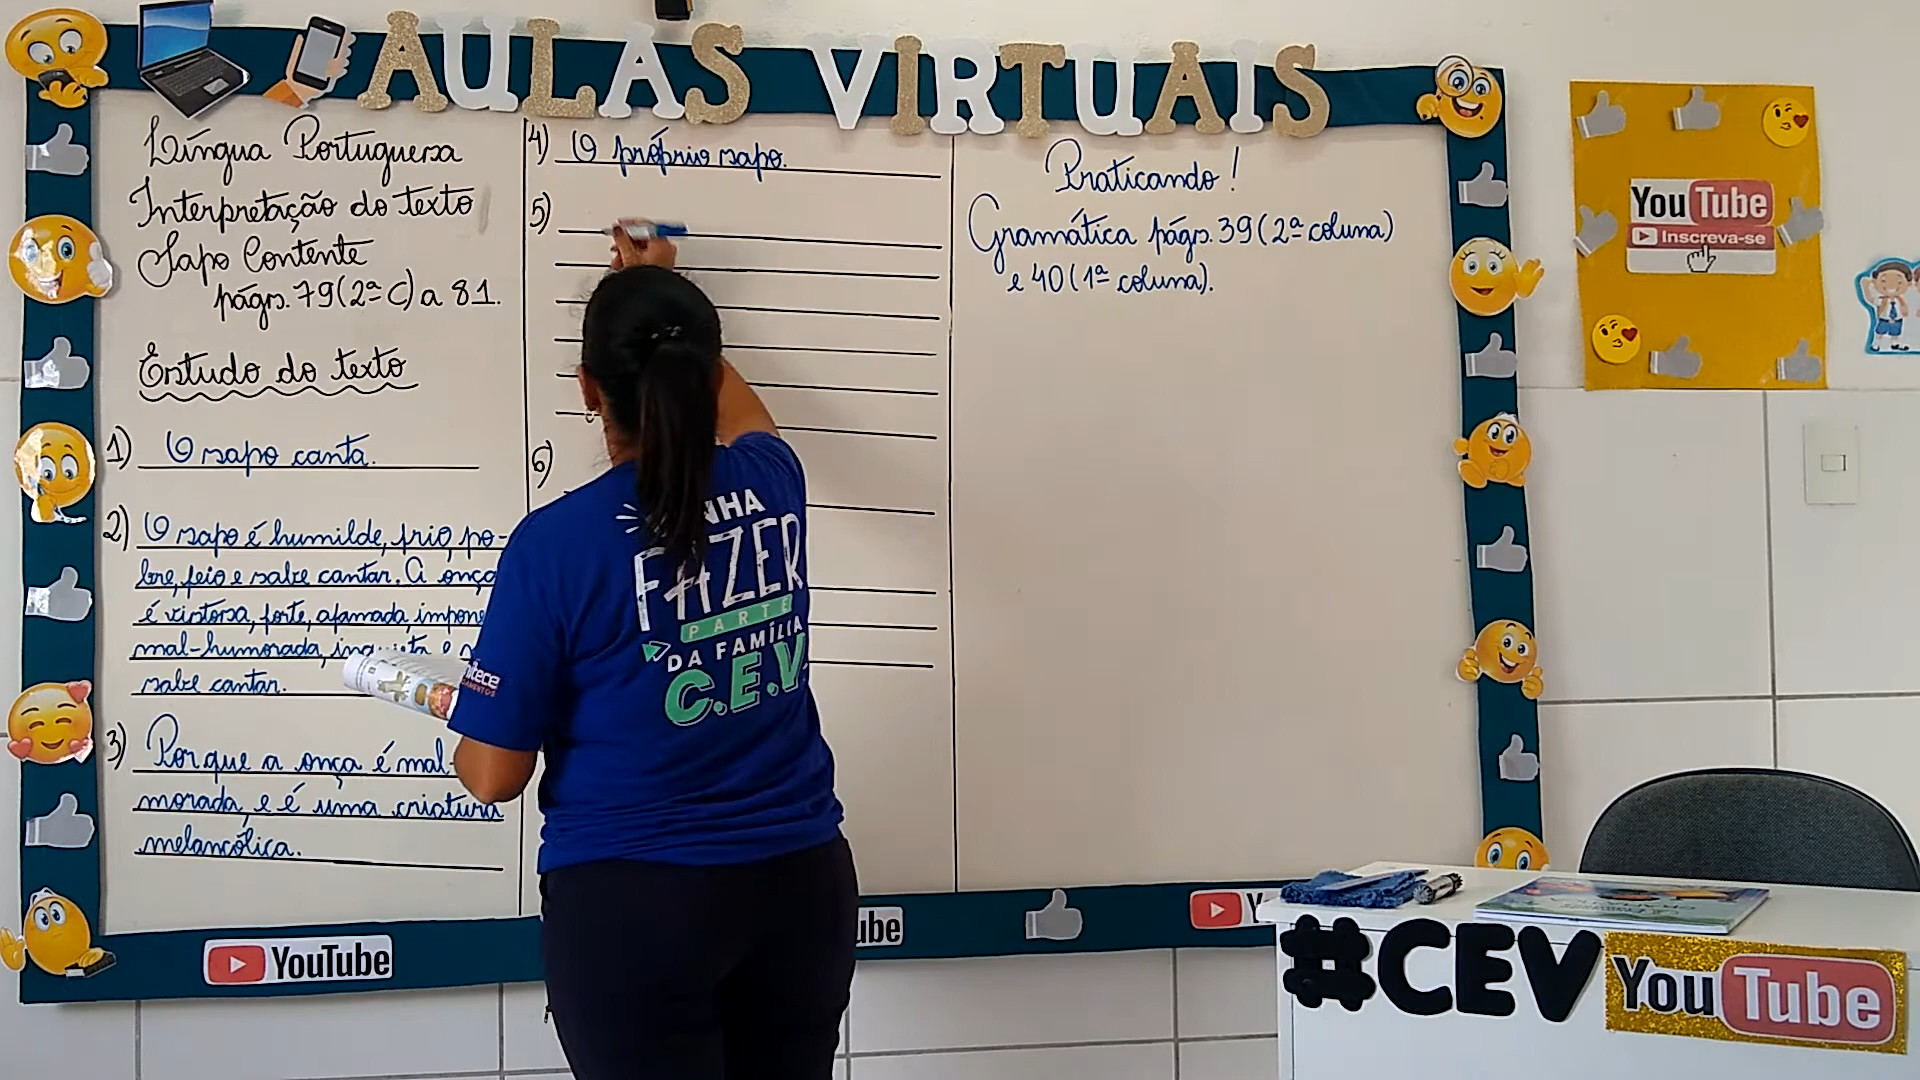 AULAS VIRTUAIS
Língua Portuguesa
Interpretação do texto
Sapo Contente
págs. 79 (2ª C) a 81.
Estudo do texto
1) O sapo canta.
2) O sapo é humilde, frio, po-
bre, feio e sabe cantar. A onça
é vistosa, forte, afamada,
mal-humorada, inquieta e
sabe cantar.
3) Porque a onça é mal-
morada, e é uma criatura
melancólica.
4) O próprio sapo.
5)
6)
Praticando!
Gramática págs. 39 (2ª coluna)
e 40 (1ª coluna).
FAZER
PARTE
DA FAMÍLIA
C.E.V.
YouTube
Inscreva-se
YouTube
#CEV
YouTube